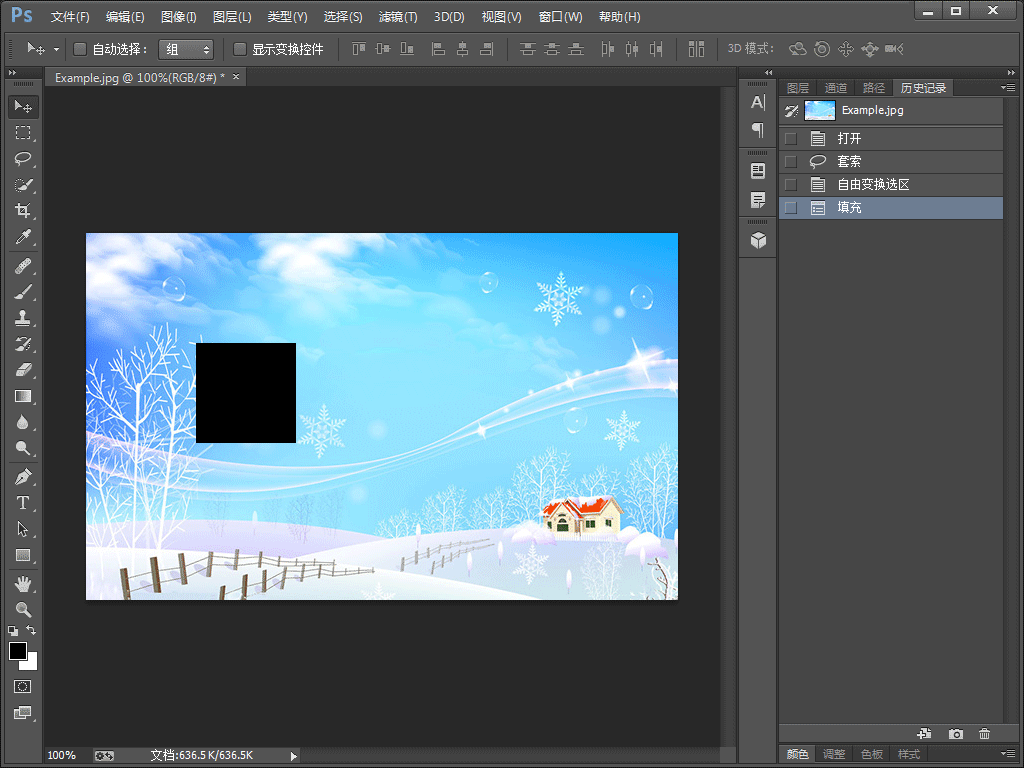 Ps 文件(F) 编辑(E) 图像(I) 图层(L) 类型(Y) 选择(S) 滤镜(T) 3D(D) 视图(V) 窗口(W) 帮助(H)
自动选择： 组 显示变换控件 3D 模式：
Example.jpg @ 100%(RGB/8#) * ×
图层 通道 路径 历史记录
Example.jpg
打开
套索
自由变换选区
填充
100% 文档:636.5 K/636.5K
颜色 调整 色板 样式